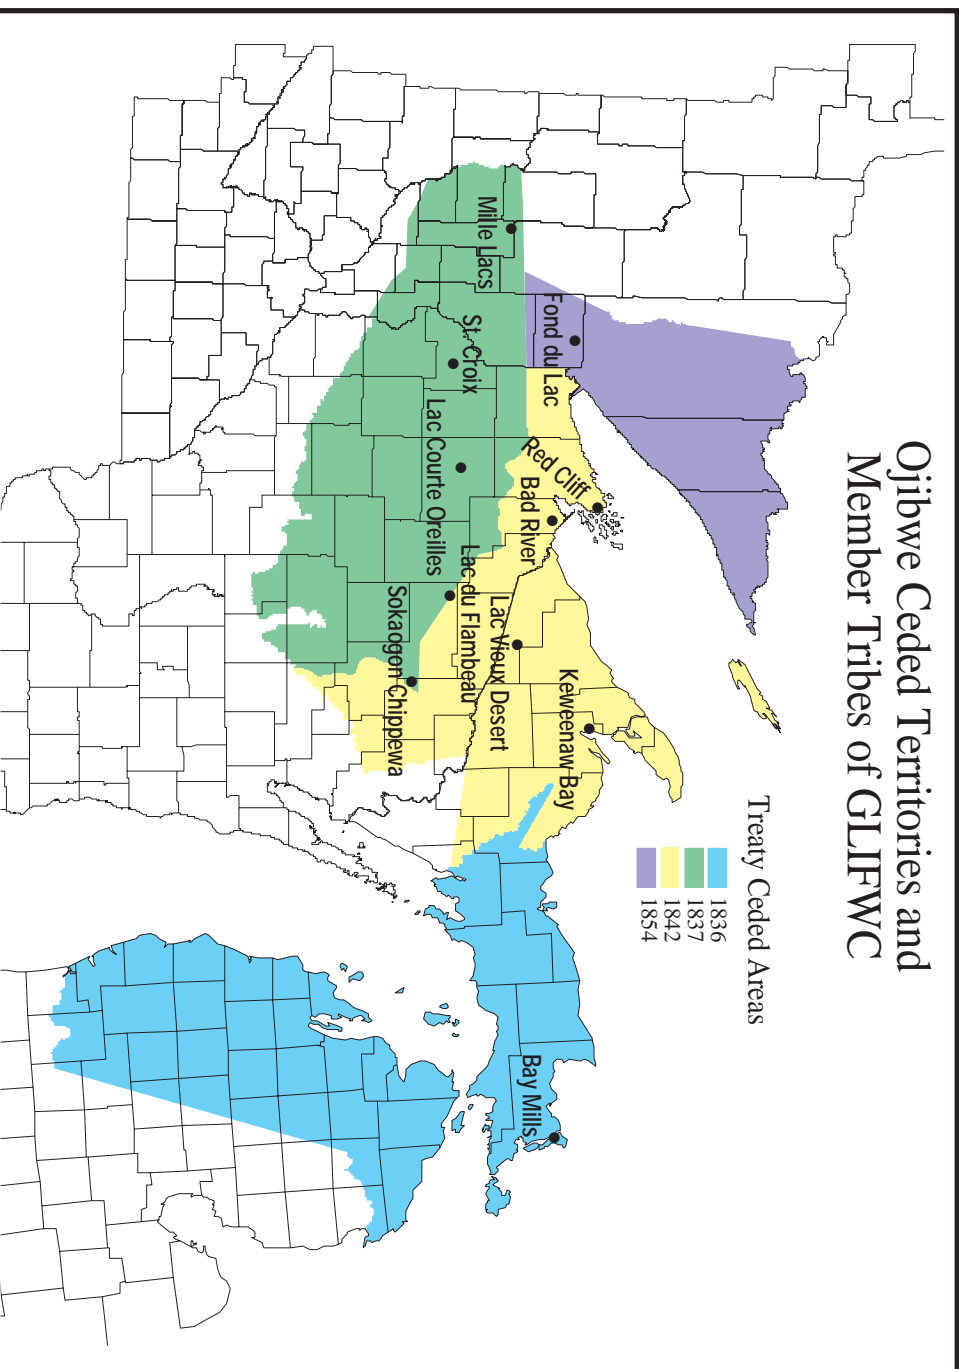 Ojibwe Ceded Territories and
Member Tribes of GLIFWC
Treaty Ceded Areas
1836
1837
1842
1854
Mille Lacs
Fond du Lac
St. Croix
Red Cliff
Bad River
Lac Courte Oreilles
Lac du Flambeau
Lac Vieux Desert
Sokaogon Chippewa
Keweenaw Bay
Bay Mills